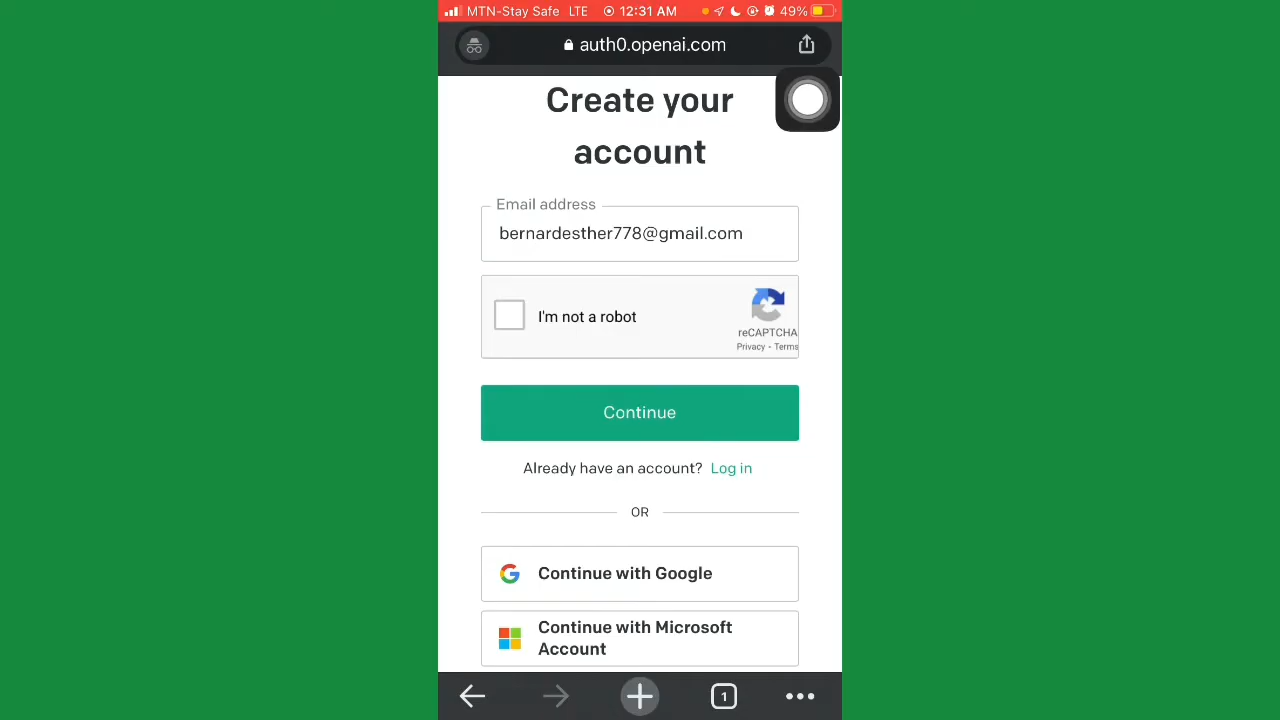 MTN-Stay Safe LTE 12:31 AM 49%
auth0.openai.com
Create your
account
Email address
bernardesther778@gmail.com
I'm not a robot
reCAPTCHA
Privacy - Terms
Continue
Already have an account? Log in
OR
Continue with Google
Continue with Microsoft
Account
1